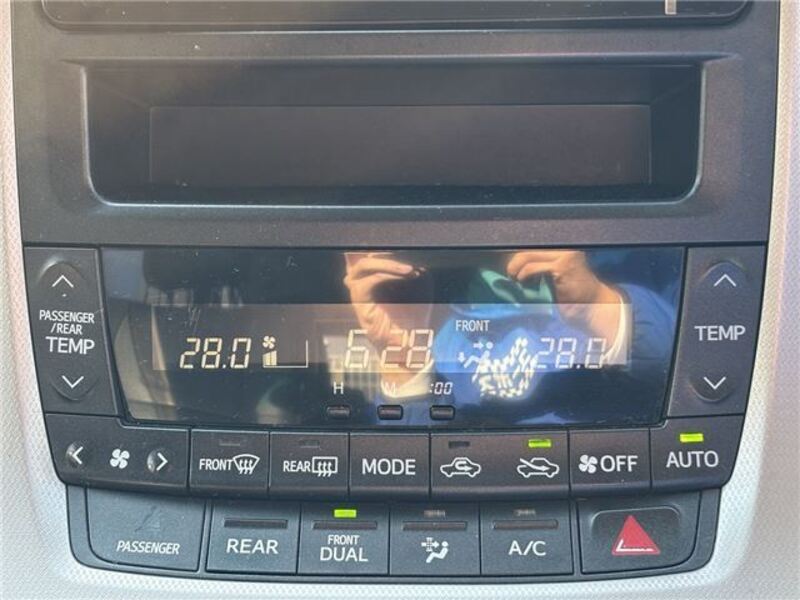 PASSENGER
/REAR
TEMP
28.0
6:28
FRONT
28.0
TEMP
H M :00
FRONT
REAR
MODE
OFF
AUTO
PASSENGER
REAR
FRONT
DUAL
A/C